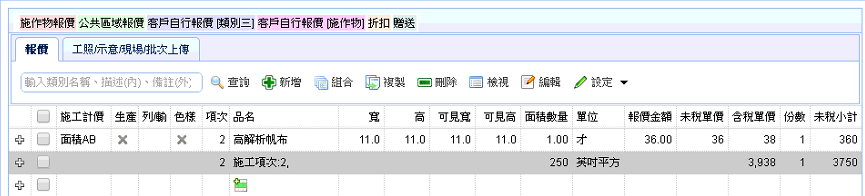 施作物報價 公共區域報價 客戶自行報價 [類別三] 客戶自行報價 [施作物] 折扣 贈送
報價 工照/示意/現場/批次上傳
輸入類別名稱、描述(內)、備註(外) 查詢 新增 組合 複製 刪除 檢視 編輯 設定
施工計價 生產 列/輸 色樣 項次 品名 寬 高 可見寬 可見高 面積數量 單位 報價金額 未稅單價 含稅單價 份數 未稅小計
面積AB 2 高解析帆布 11.0 11.0 11.0 11.0 1.00 才 36.00 36 38 1 360
2 施工項次:2, 250 英吋平方 3,938 1 3750